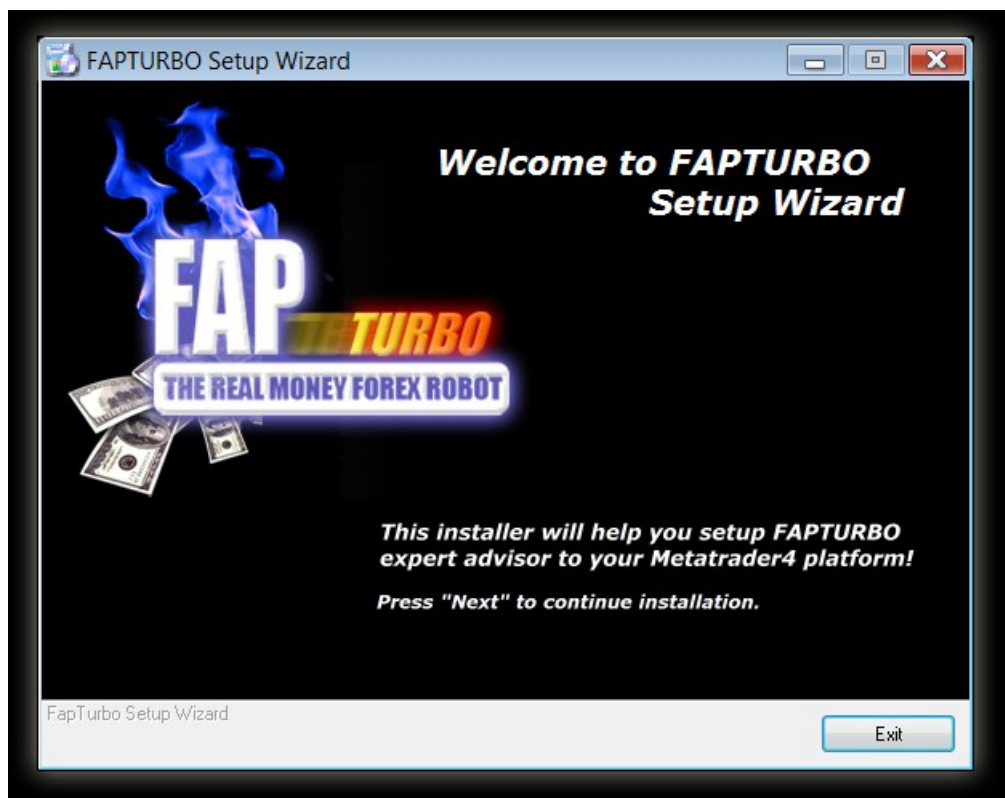 FAPTURBO Setup Wizard
Welcome to FAPTURBO
Setup Wizard
FAP
TURBO
THE REAL MONEY FOREX ROBOT
This installer will help you setup FAPTURBO
expert advisor to your Metatrader4 platform!
Press "Next" to continue installation.
FapTurbo Setup Wizard
Exit